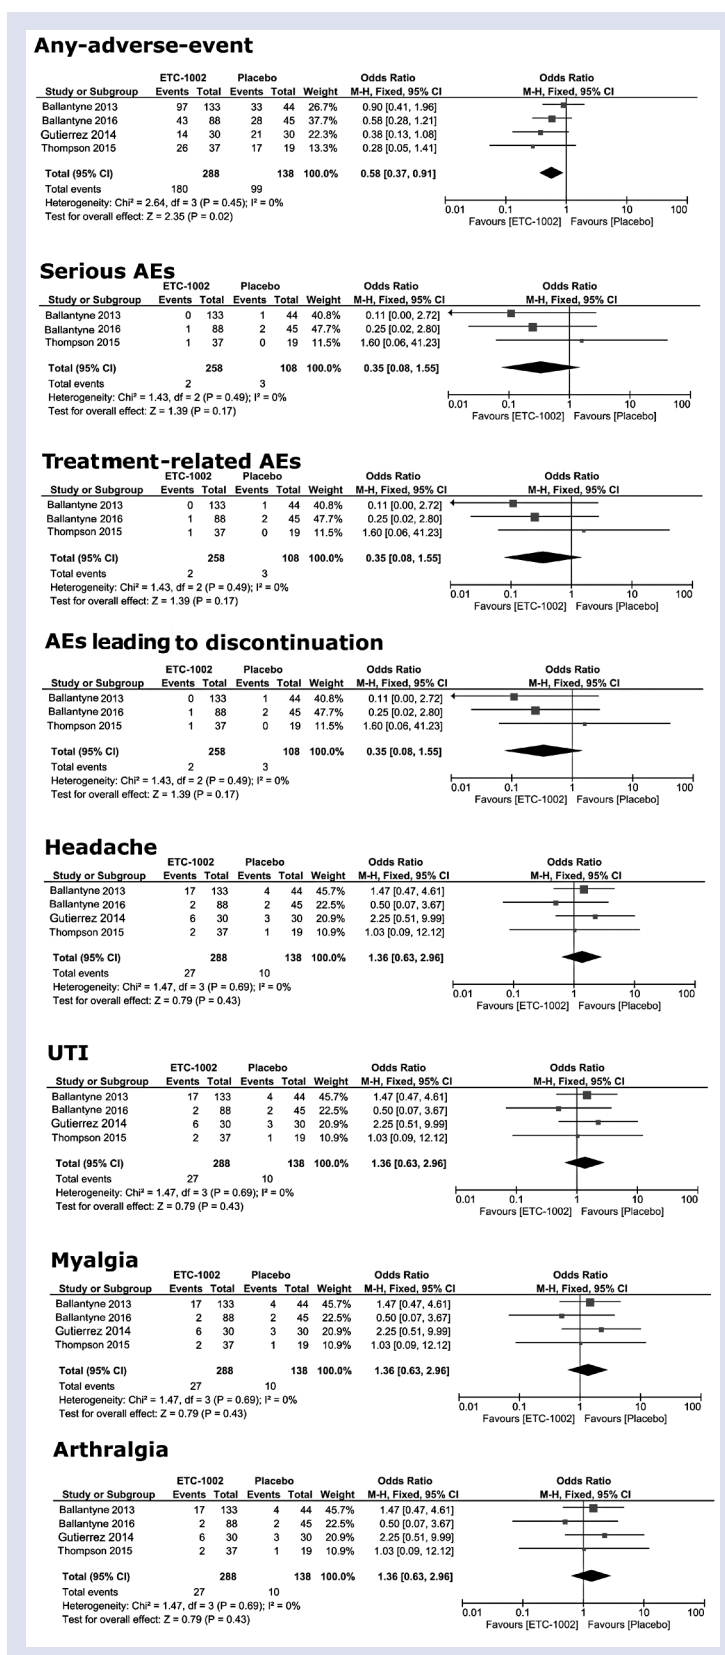 Any-adverse-event
ETC-1002 Placebo Odds Ratio Odds Ratio
Study or Subgroup Events Total Events Total Weight M-H, Fixed, 95% CI M-H, Fixed, 95% CI
Ballantyne 2013 97 133 33 44 26.7% 0.90 [0.41, 1.96]
Ballantyne 2016 43 88 28 45 37.7% 0.58 [0.28, 1.21]
Gutierrez 2014 14 30 21 30 22.3% 0.38 [0.13, 1.08]
Thompson 2015 26 37 17 19 13.3% 0.28 [0.05, 1.41]
Total (95% CI) 288 138 100.0% 0.58 [0.37, 0.91]
Total events 180 99
Heterogeneity: Chi² = 2.64, df = 3 (P = 0.45); I² = 0%
Test for overall effect: Z = 2.35 (P = 0.02)
0.01 0.1 1 10 100
Favours [ETC-1002] Favours [Placebo]
Serious AEs
ETC-1002 Placebo Odds Ratio Odds Ratio
Study or Subgroup Events Total Events Total Weight M-H, Fixed, 95% CI M-H, Fixed, 95% CI
Ballantyne 2013 0 133 1 44 40.8% 0.11 [0.00, 2.72]
Ballantyne 2016 1 88 2 45 47.7% 0.25 [0.02, 2.80]
Thompson 2015 1 37 0 19 11.5% 1.60 [0.06, 41.23]
Total (95% CI) 258 108 100.0% 0.35 [0.08, 1.55]
Total events 2 3
Heterogeneity: Chi² = 1.43, df = 2 (P = 0.49); I² = 0%
Test for overall effect: Z = 1.39 (P = 0.17)
0.01 0.1 1 10 100
Favours [ETC-1002] Favours [Placebo]
Treatment-related AEs
ETC-1002 Placebo Odds Ratio Odds Ratio
Study or Subgroup Events Total Events Total Weight M-H, Fixed, 95% CI M-H, Fixed, 95% CI
Ballantyne 2013 0 133 1 44 40.8% 0.11 [0.00, 2.72]
Ballantyne 2016 1 88 2 45 47.7% 0.25 [0.02, 2.80]
Thompson 2015 1 37 0 19 11.5% 1.60 [0.06, 41.23]
Total (95% CI) 258 108 100.0% 0.35 [0.08, 1.55]
Total events 2 3
Heterogeneity: Chi² = 1.43, df = 2 (P = 0.49); I² = 0%
Test for overall effect: Z = 1.39 (P = 0.17)
0.01 0.1 1 10 100
Favours [ETC-1002] Favours [Placebo]
AEs leading to discontinuation
ETC-1002 Placebo Odds Ratio Odds Ratio
Study or Subgroup Events Total Events Total Weight M-H, Fixed, 95% CI M-H, Fixed, 95% CI
Ballantyne 2013 0 133 1 44 40.8% 0.11 [0.00, 2.72]
Ballantyne 2016 1 88 2 45 47.7% 0.25 [0.02, 2.80]
Thompson 2015 1 37 0 19 11.5% 1.60 [0.06, 41.23]
Total (95% CI) 258 108 100.0% 0.35 [0.08, 1.55]
Total events 2 3
Heterogeneity: Chi² = 1.43, df = 2 (P = 0.49); I² = 0%
Test for overall effect: Z = 1.39 (P = 0.17)
0.01 0.1 1 10 100
Favours [ETC-1002] Favours [Placebo]
Headache
ETC-1002 Placebo Odds Ratio Odds Ratio
Study or Subgroup Events Total Events Total Weight M-H, Fixed, 95% CI M-H, Fixed, 95% CI
Ballantyne 2013 17 133 4 44 45.7% 1.47 [0.47, 4.61]
Ballantyne 2016 2 88 2 45 22.5% 0.50 [0.07, 3.67]
Gutierrez 2014 6 30 3 30 20.9% 2.25 [0.51, 9.99]
Thompson 2015 2 37 1 19 10.9% 1.03 [0.09, 12.12]
Total (95% CI) 288 138 100.0% 1.36 [0.63, 2.96]
Total events 27 10
Heterogeneity: Chi² = 1.47, df = 3 (P = 0.69); I² = 0%
Test for overall effect: Z = 0.79 (P = 0.43)
0.01 0.1 1 10 100
Favours [ETC-1002] Favours [Placebo]
UTI
ETC-1002 Placebo Odds Ratio Odds Ratio
Study or Subgroup Events Total Events Total Weight M-H, Fixed, 95% CI M-H, Fixed, 95% CI
Ballantyne 2013 17 133 4 44 45.7% 1.47 [0.47, 4.61]
Ballantyne 2016 2 88 2 45 22.5% 0.50 [0.07, 3.67]
Gutierrez 2014 6 30 3 30 20.9% 2.25 [0.51, 9.99]
Thompson 2015 2 37 1 19 10.9% 1.03 [0.09, 12.12]
Total (95% CI) 288 138 100.0% 1.36 [0.63, 2.96]
Total events 27 10
Heterogeneity: Chi² = 1.47, df = 3 (P = 0.69); I² = 0%
Test for overall effect: Z = 0.79 (P = 0.43)
0.01 0.1 1 10 100
Favours [ETC-1002] Favours [Placebo]
Myalgia
ETC-1002 Placebo Odds Ratio Odds Ratio
Study or Subgroup Events Total Events Total Weight M-H, Fixed, 95% CI M-H, Fixed, 95% CI
Ballantyne 2013 17 133 4 44 45.7% 1.47 [0.47, 4.61]
Ballantyne 2016 2 88 2 45 22.5% 0.50 [0.07, 3.67]
Gutierrez 2014 6 30 3 30 20.9% 2.25 [0.51, 9.99]
Thompson 2015 2 37 1 19 10.9% 1.03 [0.09, 12.12]
Total (95% CI) 288 138 100.0% 1.36 [0.63, 2.96]
Total events 27 10
Heterogeneity: Chi² = 1.47, df = 3 (P = 0.69); I² = 0%
Test for overall effect: Z = 0.79 (P = 0.43)
0.01 0.1 1 10 100
Favours [ETC-1002] Favours [Placebo]
Arthralgia
ETC-1002 Placebo Odds Ratio Odds Ratio
Study or Subgroup Events Total Events Total Weight M-H, Fixed, 95% CI M-H, Fixed, 95% CI
Ballantyne 2013 17 133 4 44 45.7% 1.47 [0.47, 4.61]
Ballantyne 2016 2 88 2 45 22.5% 0.50 [0.07, 3.67]
Gutierrez 2014 6 30 3 30 20.9% 2.25 [0.51, 9.99]
Thompson 2015 2 37 1 19 10.9% 1.03 [0.09, 12.12]
Total (95% CI) 288 138 100.0% 1.36 [0.63, 2.96]
Total events 27 10
Heterogeneity: Chi² = 1.47, df = 3 (P = 0.69); I² = 0%
Test for overall effect: Z = 0.79 (P = 0.43)
0.01 0.1 1 10 100
Favours [ETC-1002] Favours [Placebo]